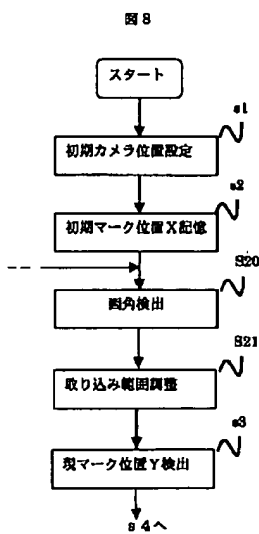 図8
スタート
s1
初期カメラ位置設定
s2
初期マーク位置X記憶
S20
画角検出
S21
取り込み範囲調整
s3
現マーク位置Y検出
s4へ